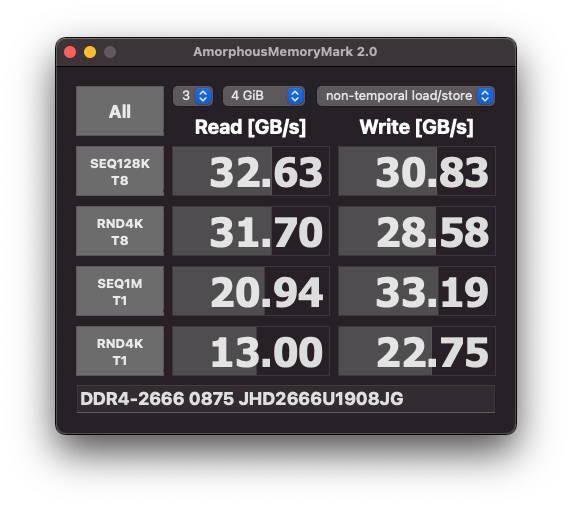 AmorphousMemoryMark 2.0
All
3
4 GiB
non-temporal load/store
Read [GB/s]
Write [GB/s]
SEQ128K
T8
32.63
30.83
RND4K
T8
31.70
28.58
SEQ1M
T1
20.94
33.19
RND4K
T1
13.00
22.75
DDR4-2666 0875 JHD2666U1908JG